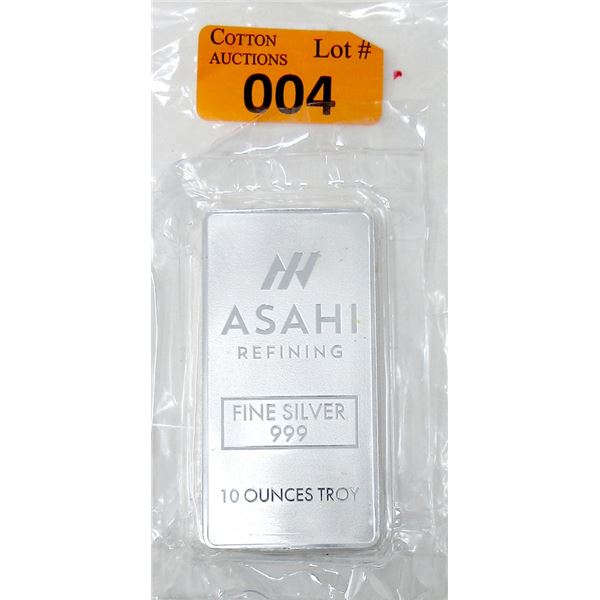 COTTON AUCTIONS Lot #
004
ASAHI
REFINING
FINE SILVER
999
10 OUNCES TROY